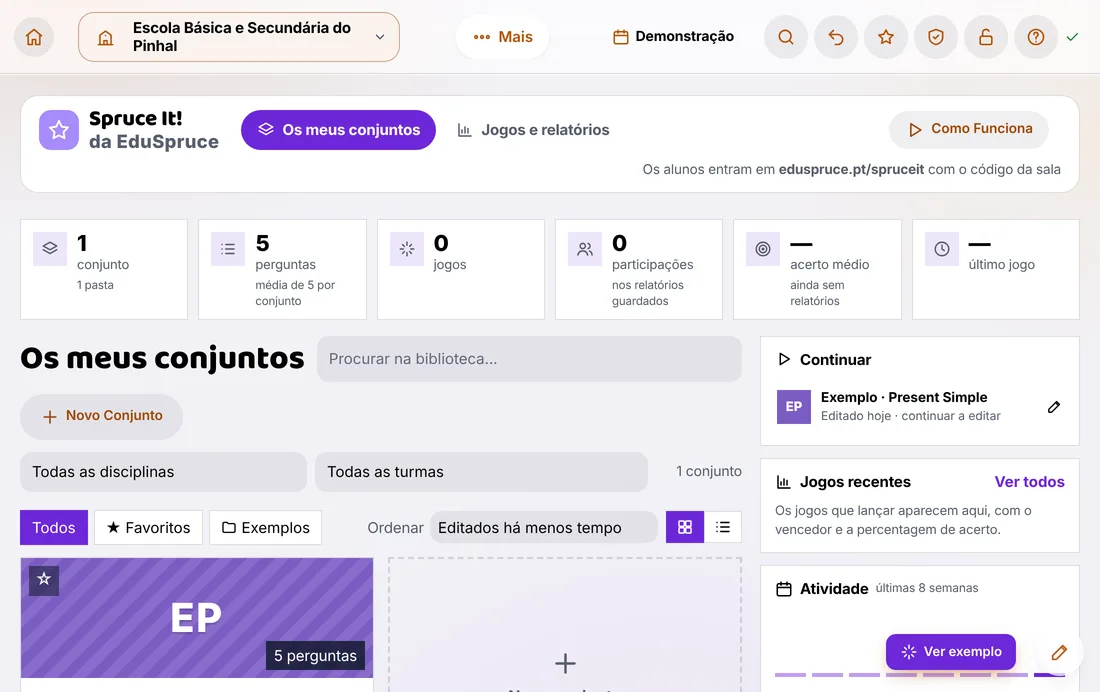 Escola Básica e Secundária do
Pinhal
Mais
Demonstração
Spruce It!
da EduSpruce
Os meus conjuntos
Jogos e relatórios
Como Funciona
Os alunos entram em eduspruce.pt/spruceit com o código da sala
1
conjunto
1 pasta
5
perguntas
média de 5 por
conjunto
0
jogos
0
participações
nos relatórios
guardados
—
acerto médio
ainda sem
relatórios
—
último jogo
Os meus conjuntos
Procurar na biblioteca...
Novo Conjunto
Todas as disciplinas
Todas as turmas
1 conjunto
Todos
Favoritos
Exemplos
Ordenar
Editados há menos tempo
EP
5 perguntas
Continuar
EP
Exemplo · Present Simple
Editado hoje · continuar a editar
Jogos recentes
Ver todos
Os jogos que lançar aparecem aqui, com o
vencedor e a percentagem de acerto.
Atividade
últimas 8 semanas
Ver exemplo